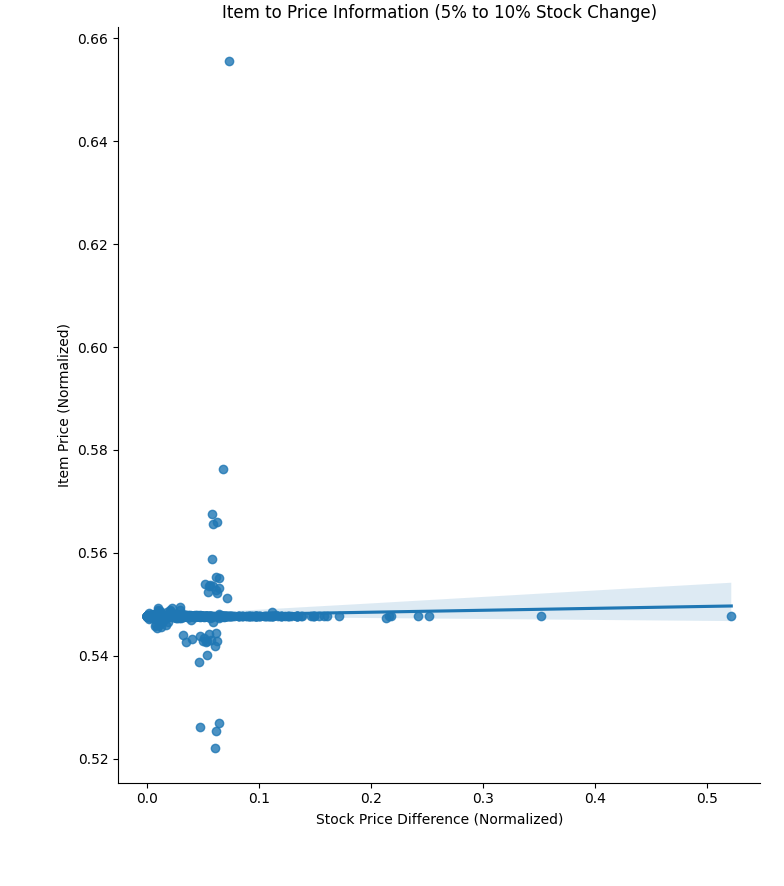 Item to Price Information (5% to 10% Stock Change)
0.66
0.64
0.62
0.60
0.58
0.56
0.54
0.52
Item Price (Normalized)
0.0 0.1 0.2 0.3 0.4 0.5
Stock Price Difference (Normalized)